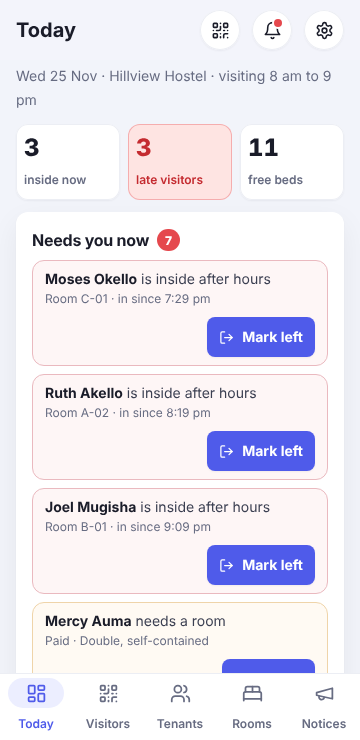 Today
Wed 25 Nov · Hillview Hostel · visiting 8 am to 9
pm
3
inside now
3
late visitors
11
free beds
Needs you now 7
Moses Okello is inside after hours
Room C-01 · in since 7:29 pm
Mark left
Ruth Akello is inside after hours
Room A-02 · in since 8:19 pm
Mark left
Joel Mugisha is inside after hours
Room B-01 · in since 9:09 pm
Mark left
Mercy Auma needs a room
Paid · Double, self-contained
Today
Visitors
Tenants
Rooms
Notices